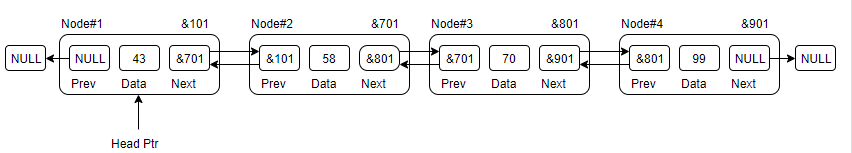 Node#1 &101 Node#2 &701 Node#3 &801 Node#4 &901
NULL NULL 43 &701 &101 58 &801 &701 70 &901 &801 99 NULL NULL
Prev Data Next Prev Data Next Prev Data Next Prev Data Next
Head Ptr